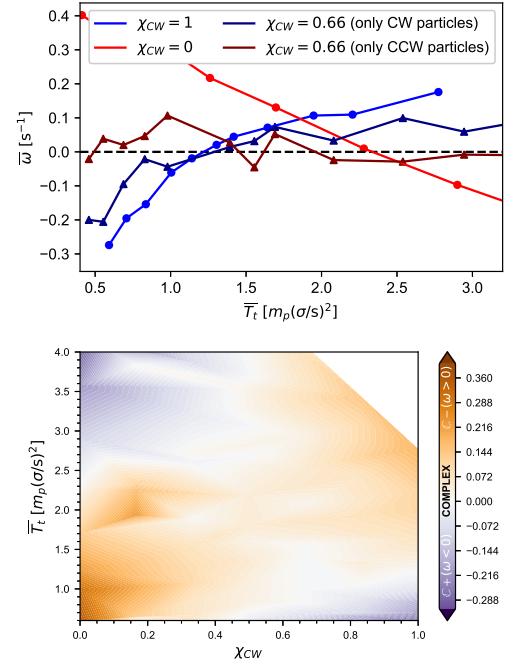 χCW = 1
χCW = 0
χCW = 0.66 (only CW particles)
χCW = 0.66 (only CCW particles)
0.4
0.3
0.2
0.1
0.0
−0.1
−0.2
−0.3
ω [s⁻¹]
0.5 1.0 1.5 2.0 2.5 3.0
T̅t [mp(σ/s)²]
4.0
3.5
3.0
2.5
2.0
1.5
1.0
T̅t [mp(σ/s)²]
0.0 0.2 0.4 0.6 0.8 1.0
χCW
0.360
0.288
0.216
0.144
0.072
0.000
−0.072
−0.144
−0.216
−0.288
ℂ − (ω > 0)
COMPLEX
ℂ + (ω < 0)